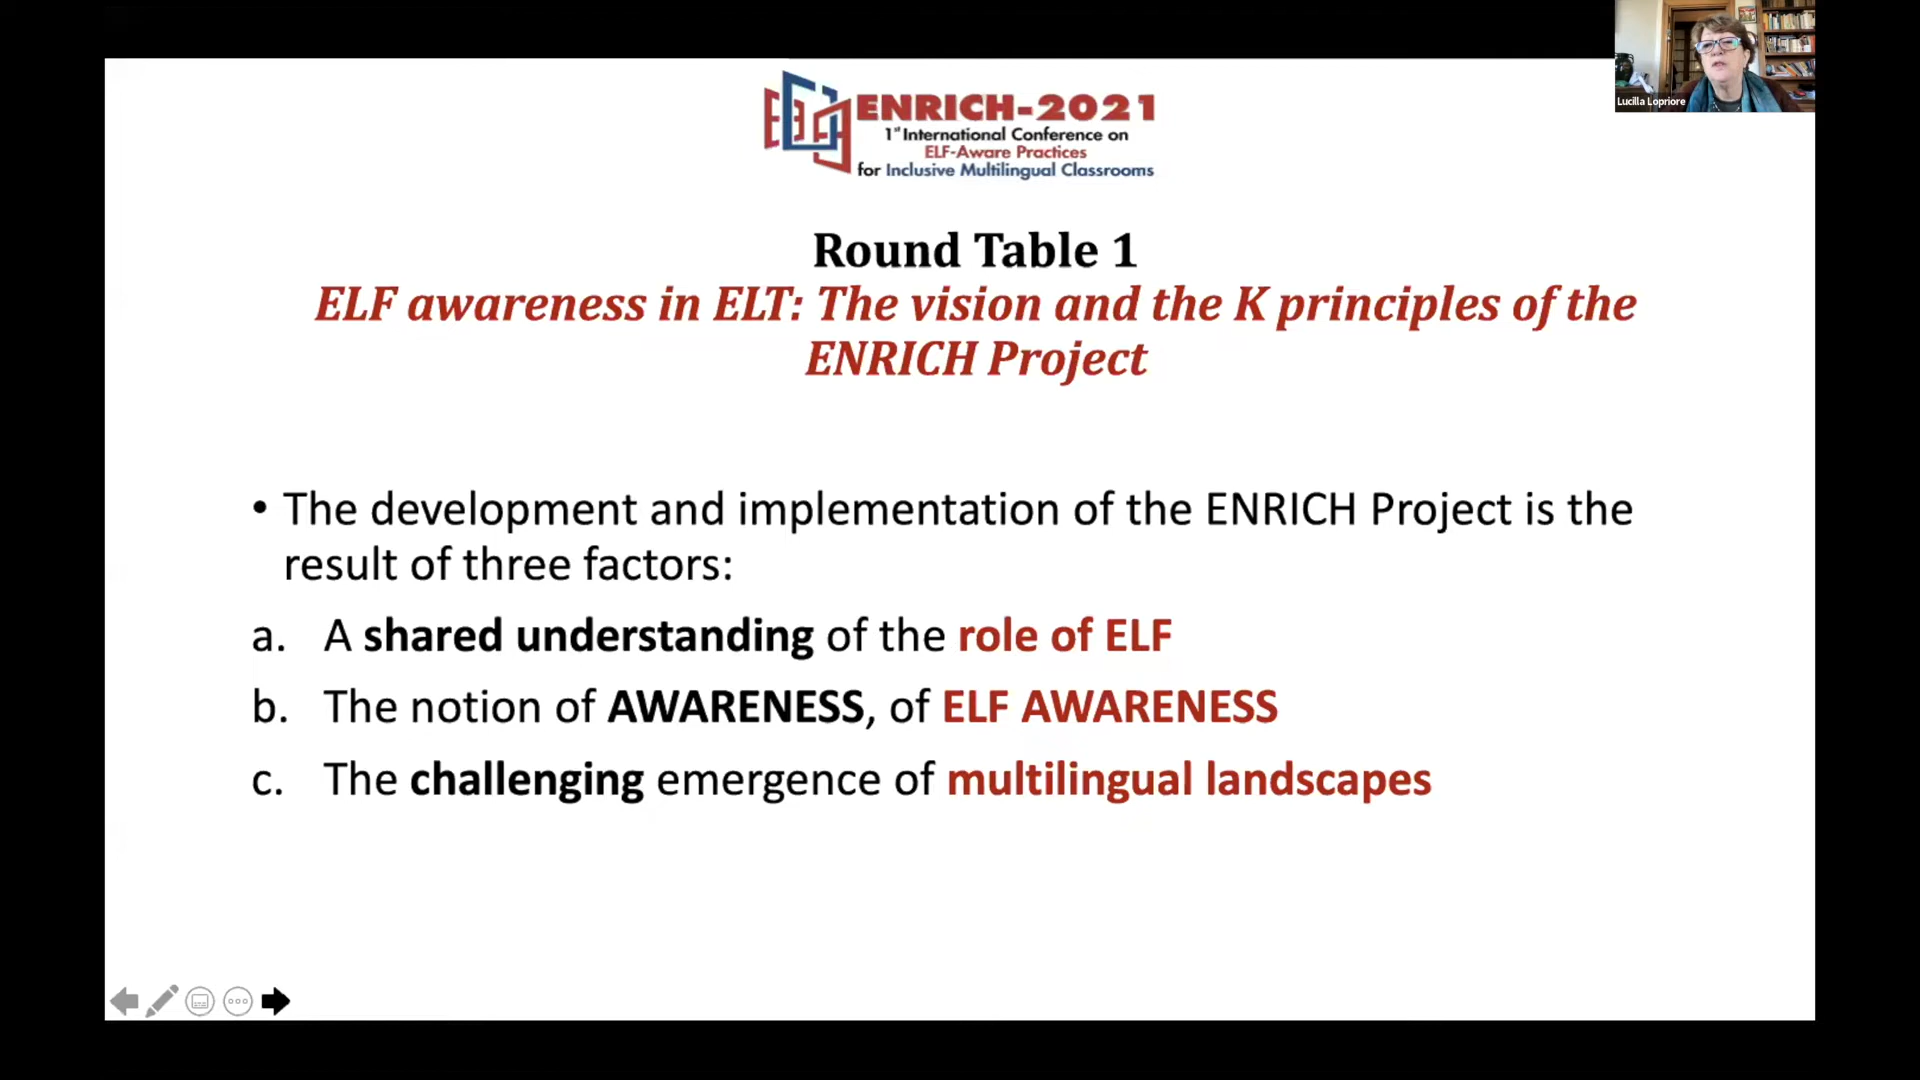 Lucilla Lopriore
ENRICH-2021
1st International Conference on
ELF-Aware Practices
for Inclusive Multilingual Classrooms
Round Table 1
ELF awareness in ELT: The vision and the K principles of the
ENRICH Project
• The development and implementation of the ENRICH Project is the
result of three factors:
a. A shared understanding of the role of ELF
b. The notion of AWARENESS, of ELF AWARENESS
c. The challenging emergence of multilingual landscapes